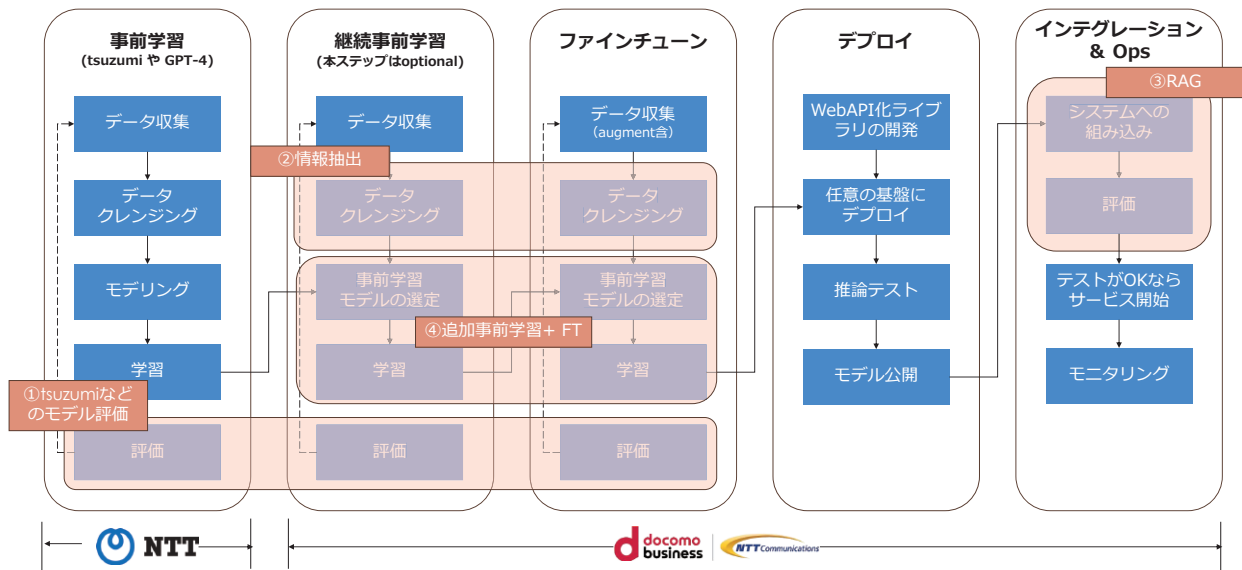 事前学習
(tsuzumi や GPT-4)
データ収集
データ
クレンジング
モデリング
学習
①tsuzumiなど
のモデル評価
評価
継続事前学習
(本ステップはoptional)
データ収集
②情報抽出
データ
クレンジング
事前学習
モデルの選定
④追加事前学習+ FT
学習
評価
ファインチューン
データ収集
(augment含)
データ
クレンジング
事前学習
モデルの選定
学習
評価
デプロイ
WebAPI化ライブ
ラリの開発
任意の基盤に
デプロイ
推論テスト
モデル公開
インテグレーション
& Ops
③RAG
システムへの
組み込み
評価
テストがOKなら
サービス開始
モニタリング
NTT
docomo
business
NTT Communications